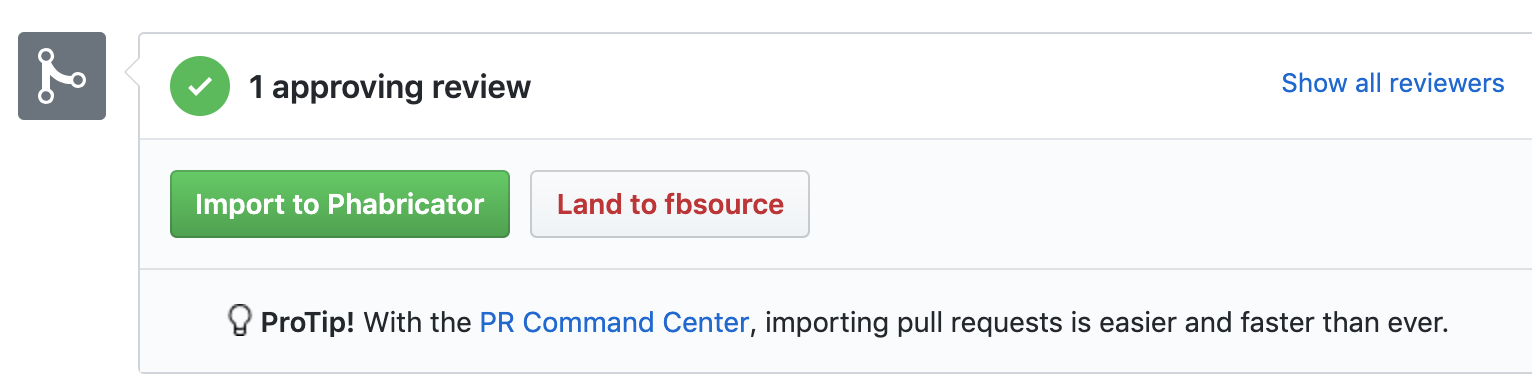 1 approving review
Show all reviewers
Import to Phabricator
Land to fbsource
ProTip! With the PR Command Center, importing pull requests is easier and faster than ever.